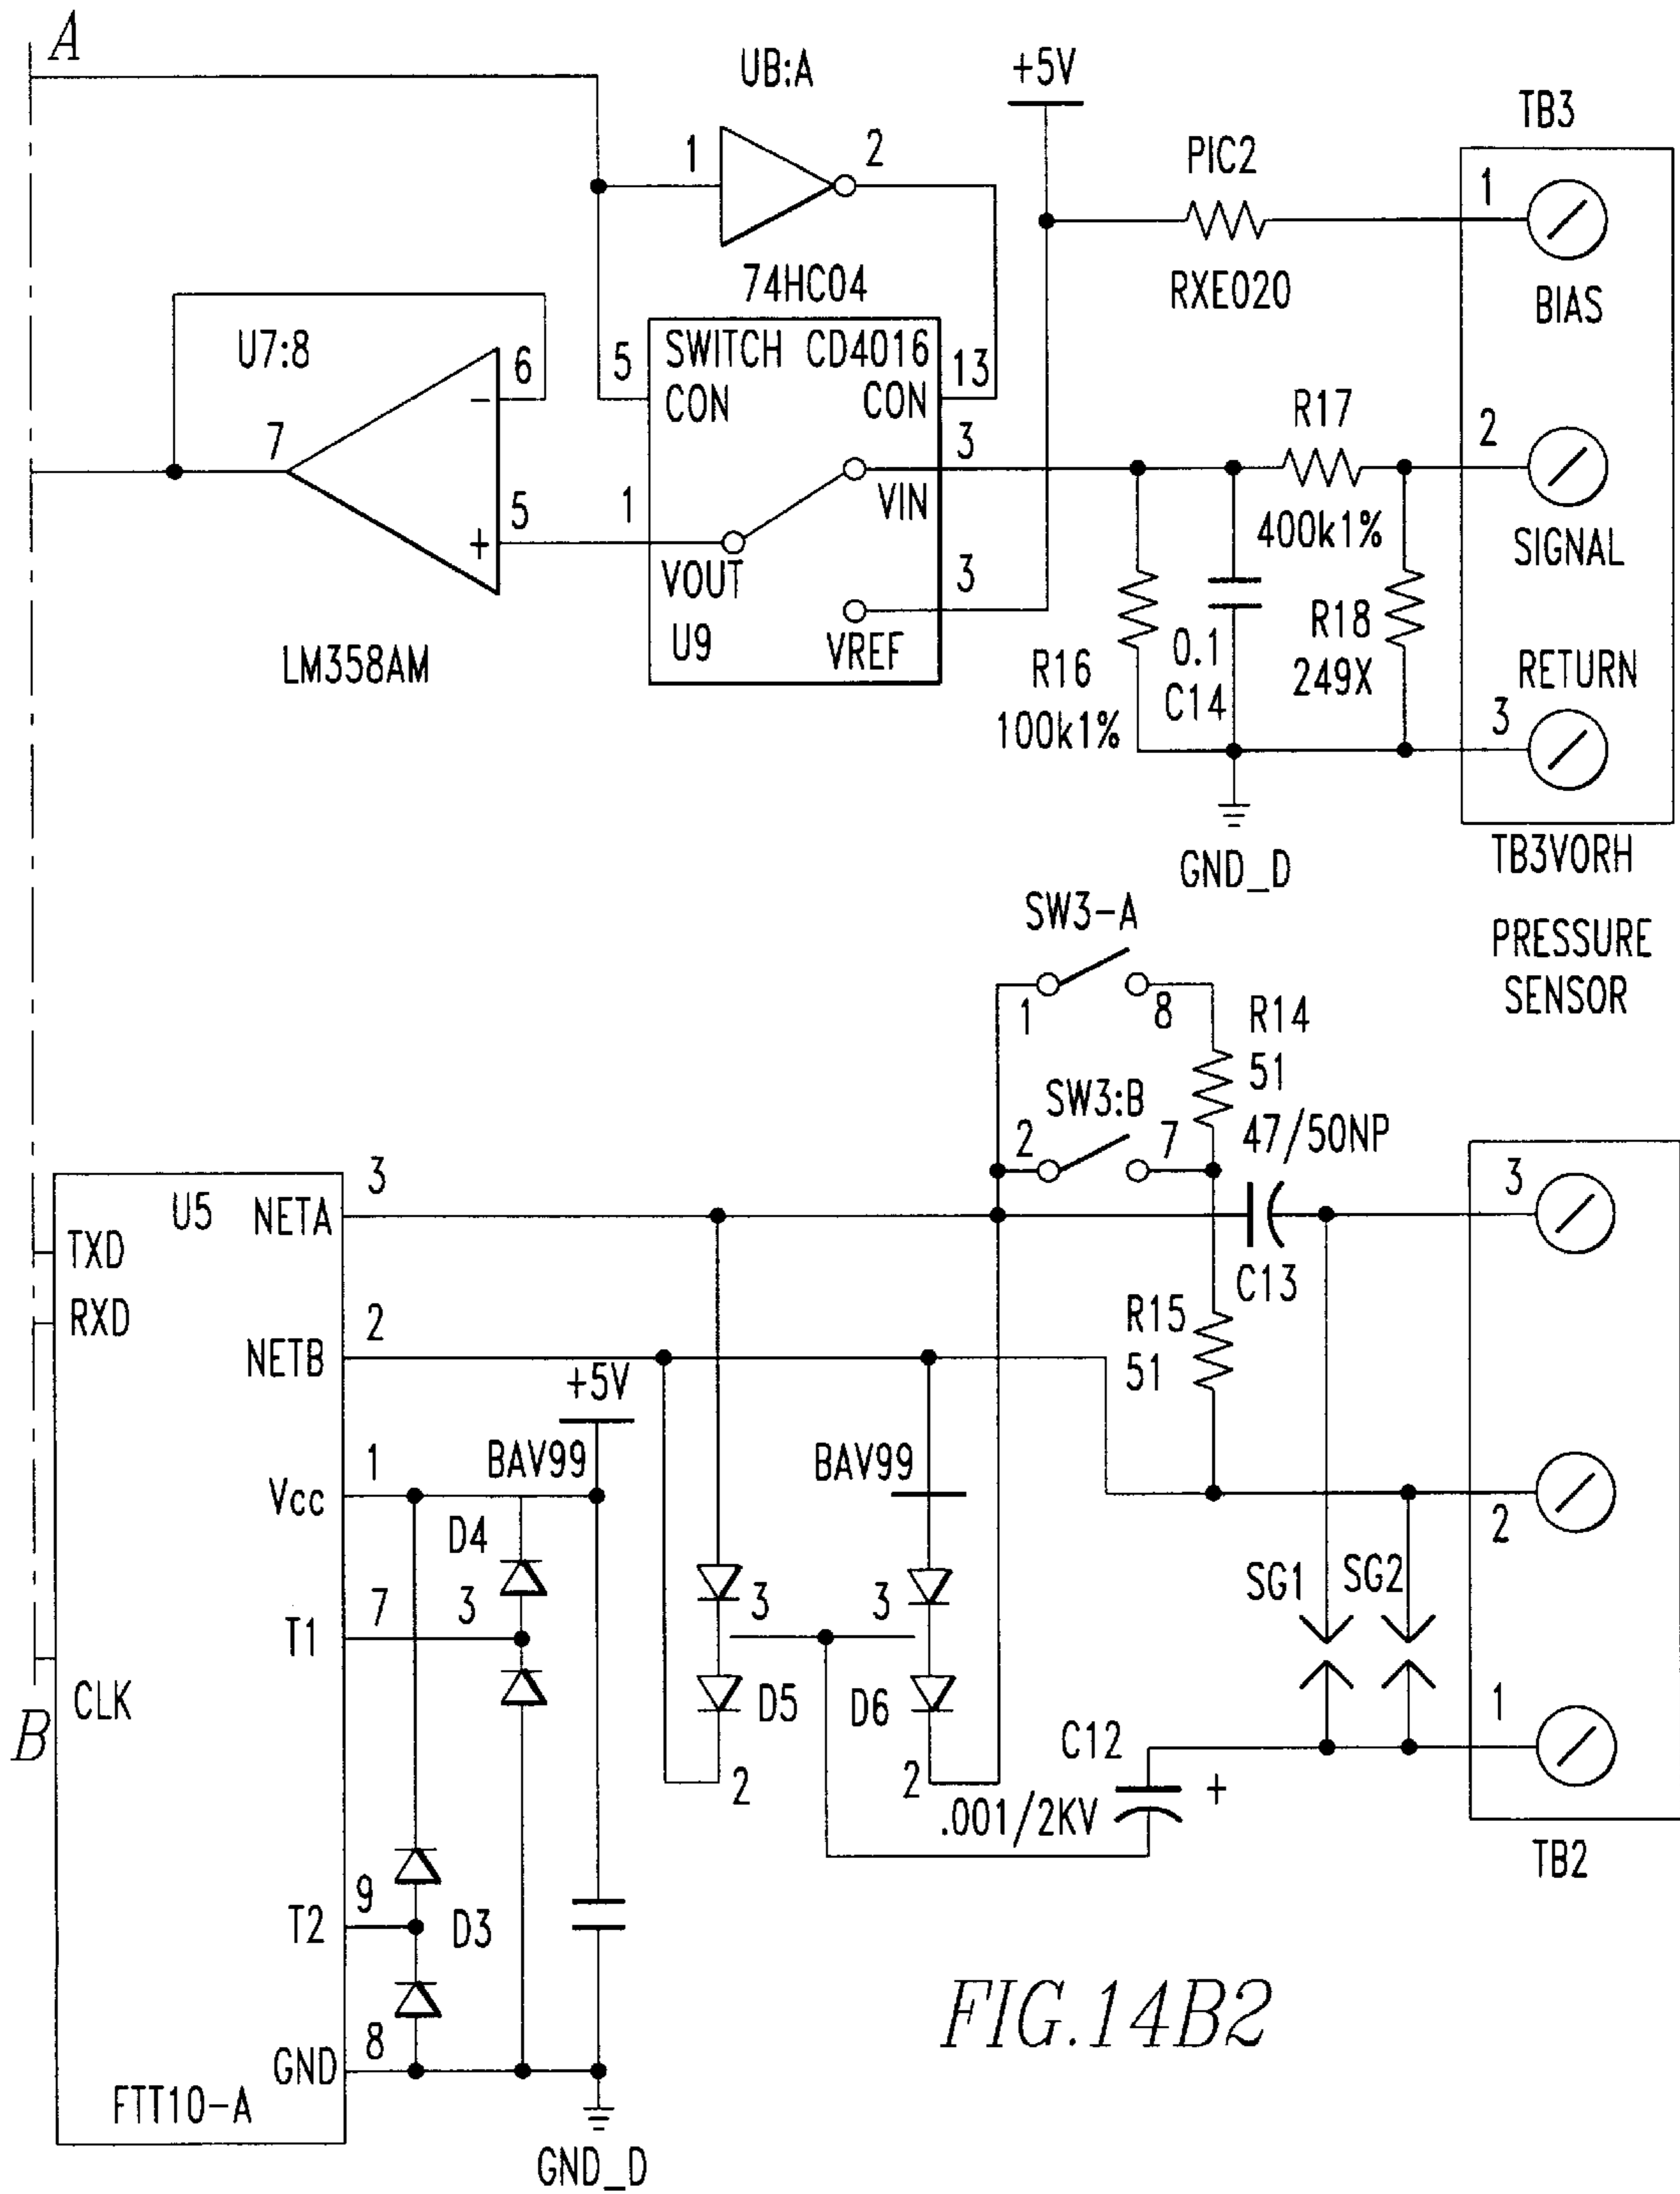 A
UB:A
+5V
TB3
1
2
PIC2
1
74HC04
RXE020
BIAS
U7:8
6
5
SWITCH CD4016
13
CON
CON
-
R17
2
7
3
VIN
400k1%
SIGNAL
5
1
+
VOUT
3
R16
100k1%
0.1
C14
R18
249X
RETURN
LM358AM
U9
VREF
3
GND_D
TB3VORH
SW3-A
PRESSURE
SENSOR
1
8
R14
51
SW3:B
2
7
47/50NP
U5
NETA
3
3
TXD
C13
RXD
2
R15
51
NETB
+5V
1
BAV99
BAV99
Vcc
2
D4
SG1
SG2
7
3
3
3
T1
CLK
D5
D6
C12
1
B
2
2
.001/2KV
+
TB2
9
T2
D3
8
GND
FTT10-A
GND_D
FIG.14B2